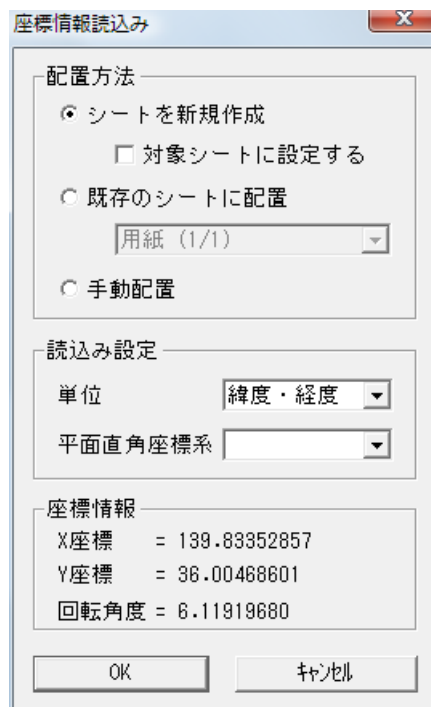 座標情報読込み
配置方法
シートを新規作成
対象シートに設定する
既存のシートに配置
用紙 (1/1)
手動配置
読込み設定
単位 緯度・経度
平面直角座標系
座標情報
X座標 = 139.83352857
Y座標 = 36.00468601
回転角度 = 6.11919680
OK ｷｬﾝｾﾙ